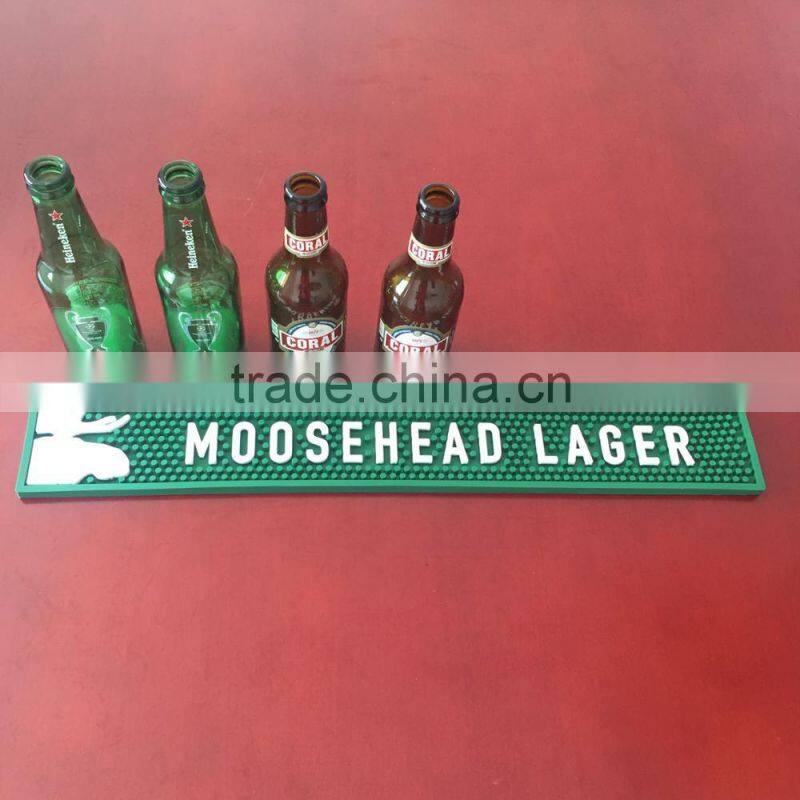 Heineken
Heineken
CORAL
CORAL
CORAL
CORAL
trade.china.cn
MOOSEHEAD LAGER